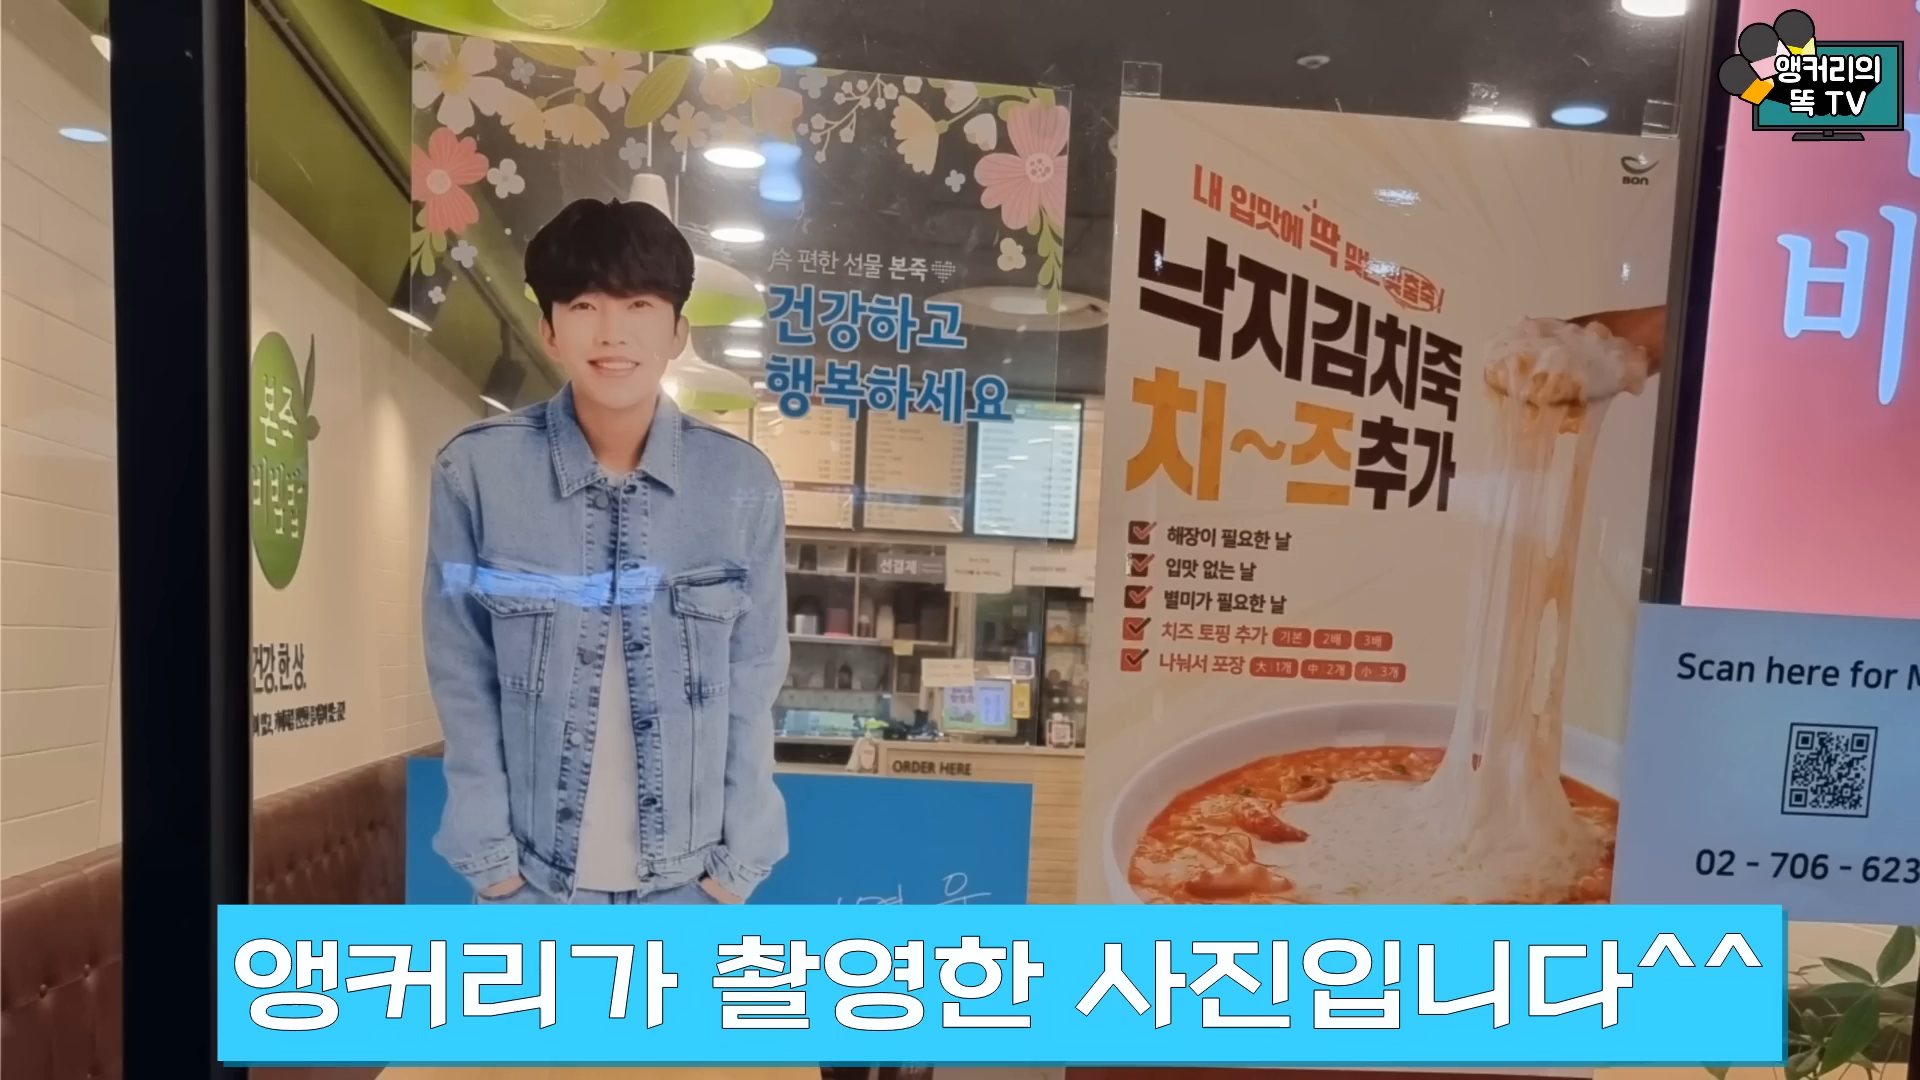 앵커리의
똑 TV
BON
속 편한 선물 본죽
건강하고
행복하세요
내 입맛에 딱
낙지김치죽
치~즈추가
해장이 필요한 날
입맛 없는 날
별미가 필요한 날
치즈 토핑 추가 기본 2배 3배
나눠서 포장 大 1개 中 2개 小 3개
본죽
비빔밥
건강.한상.
선결제
ORDER HERE
비
Scan here for
02 - 706 - 623
앵커리가 촬영한 사진입니다^^